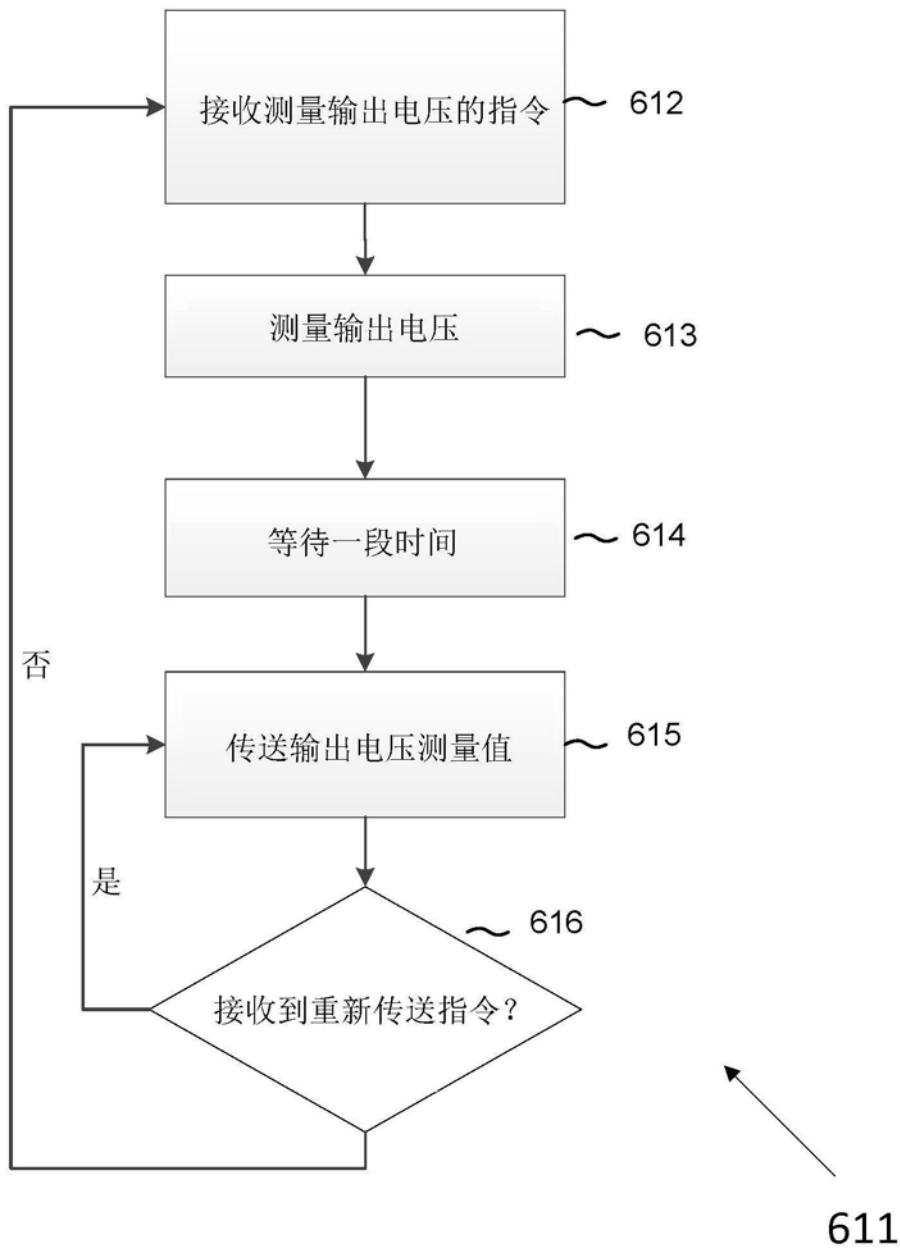 接收测量输出电压的指令
612
测量输出电压
613
等待一段时间
614
否
传送输出电压测量值
615
是
616
接收到重新传送指令?
611